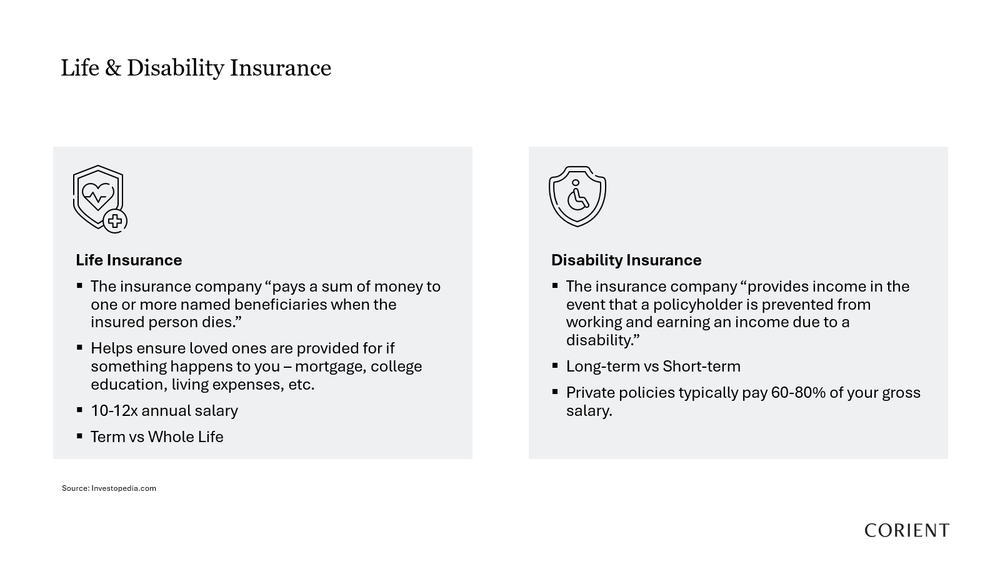 Life & Disability Insurance
Life Insurance
▪ The insurance company “pays a sum of money to
one or more named beneficiaries when the
insured person dies.”
▪ Helps ensure loved ones are provided for if
something happens to you – mortgage, college
education, living expenses, etc.
▪ 10-12x annual salary
▪ Term vs Whole Life
Disability Insurance
▪ The insurance company “provides income in the
event that a policyholder is prevented from
working and earning an income due to a
disability.”
▪ Long-term vs Short-term
▪ Private policies typically pay 60-80% of your gross
salary.
Source: Investopedia.com
CORIENT